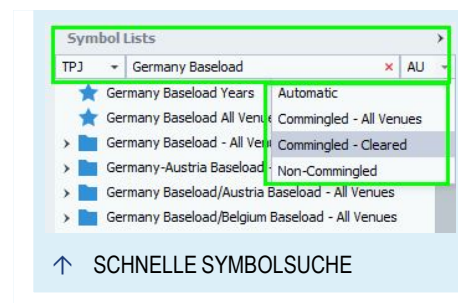 Symbol Lists
TPJ Germany Baseload AU
Germany Baseload Years Automatic
Germany Baseload All Venue Commingled - All Venues
Germany Baseload - All Ven Commingled - Cleared
Germany-Austria Baseload - Non-Commingled
Germany Baseload/Austria Baseload - All Venues
Germany Baseload/Belgium Baseload - All Venues
↑ SCHNELLE SYMBOLSUCHE